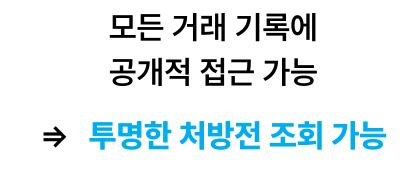 모든 거래 기록에
공개적 접근 가능
⇒ 투명한 처방전 조회 가능